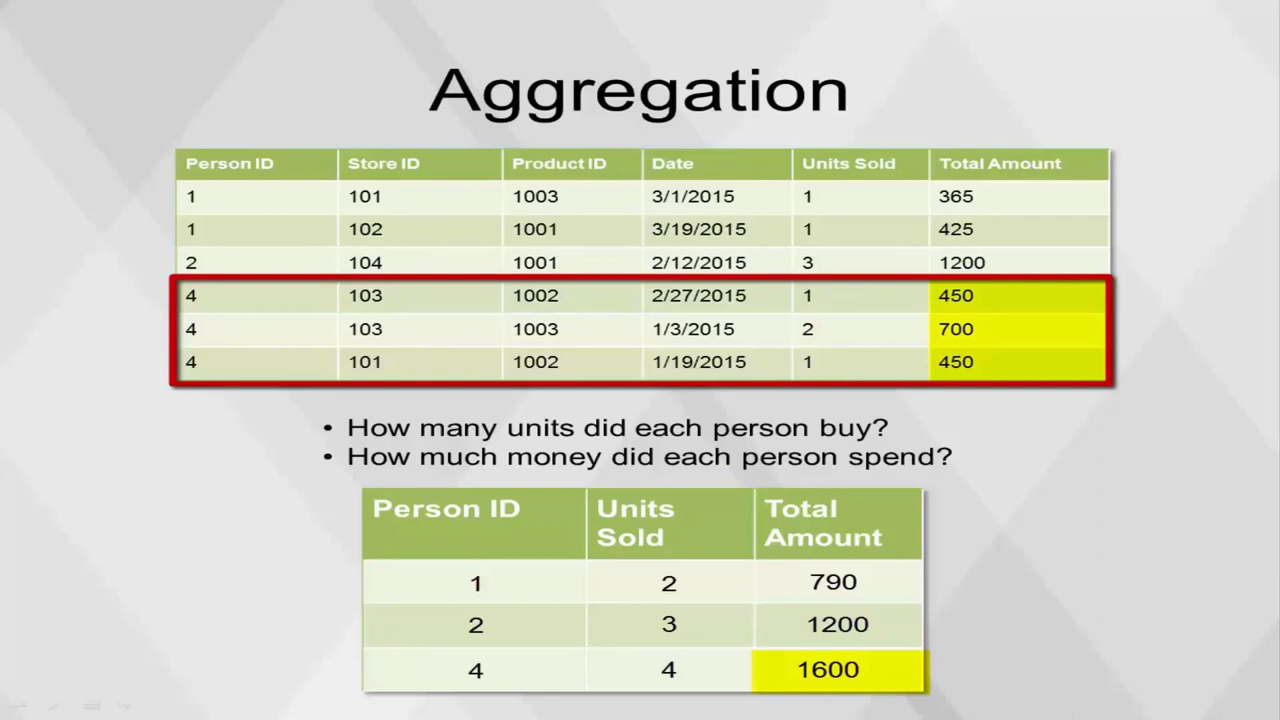 Aggregation
Person ID Store ID Product ID Date Units Sold Total Amount
1 101 1003 3/1/2015 1 365
1 102 1001 3/19/2015 1 425
2 104 1001 2/12/2015 3 1200
4 103 1002 2/27/2015 1 450
4 103 1003 1/3/2015 2 700
4 101 1002 1/19/2015 1 450
• How many units did each person buy?
• How much money did each person spend?
Person ID Units Total
Sold Amount
1 2 790
2 3 1200
4 4 1600